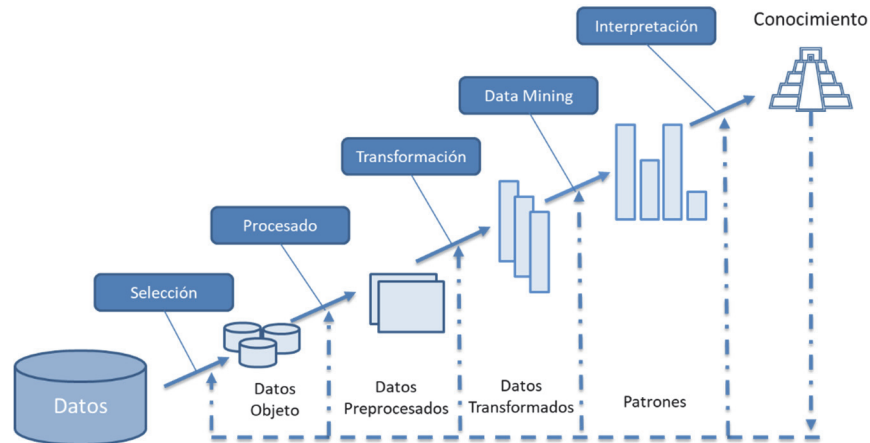 Conocimiento
Interpretación
Data Mining
Transformación
Procesado
Selección
Datos
Datos
Objeto
Datos
Preprocesados
Datos
Transformados
Patrones